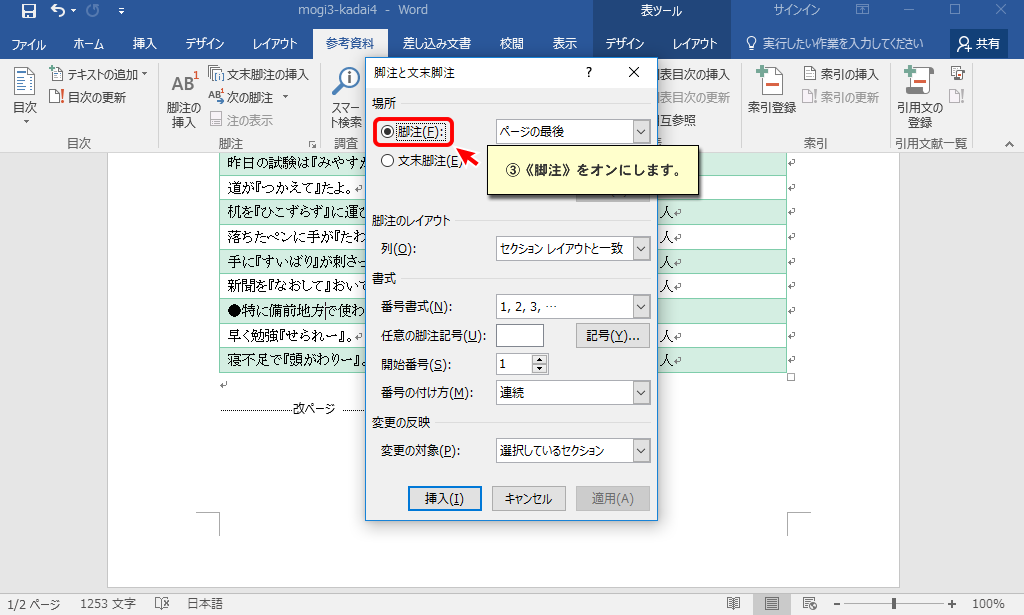 mogi3-kadai4 - Word
表ツール
サインイン
ファイル ホーム 挿入 デザイン レイアウト 参考資料 差し込み文書 校閲 表示 デザイン レイアウト 実行したい作業を入力してください 共有
目次
テキストの追加
目次の更新
目次
AB1
脚注の
挿入
文末脚注の挿入
次の脚注
注の表示
脚注
スマー
ト検索
調査
表目次の挿入
表目次の更新
互参照
索引登録
索引の挿入
索引の更新
索引
引用文の
登録
引用文献一覧
昨日の試験は『みやすか
道が『つかえて』たよ。
机を『ひこずらず』に運び
人
落ちたペンに手が『たわ
人
手に『すいばり』が刺さっ
人
新聞を『なおして』おいて
人
●特に備前地方で使わ
早く勉強『せられー』。
人
寝不足で『頭がわりー』。
人
改ページ
脚注と文末脚注
?
場所
脚注(F):
ページの最後
文末脚注(E)
③《脚注》をオンにします。
脚注のレイアウト
列(O):
セクション レイアウトと一致
書式
番号書式(N):
1, 2, 3, …
任意の脚注記号(U):
記号(Y)...
開始番号(S):
1
番号の付け方(M):
連続
変更の反映
変更の対象(P):
選択しているセクション
挿入(I)
キャンセル
適用(A)
1/2 ページ 1253 文字 日本語
100%